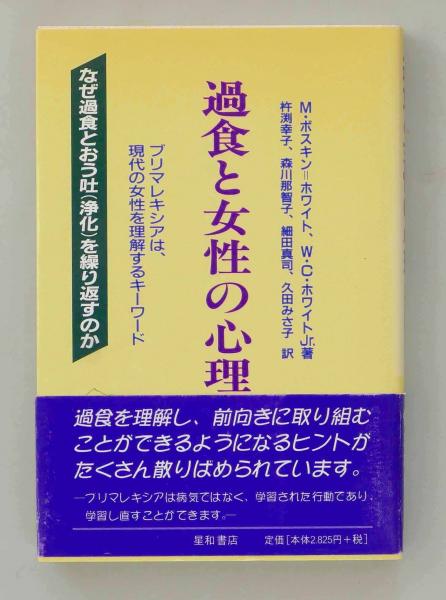 M・ボスキン=ホワイト、W・C・ホワイトJr.著
杵渕幸子、森川那智子、細田真司、久田みさ子 訳
過食と女性の心理
ブリマレキシアは、
現代の女性を理解するキーワード
なぜ過食とおう吐(浄化)を繰り返すのか
過食を理解し、前向きに取り組む
ことができるようになるヒントが
たくさん散りばめられています。
—ブリマレキシアは病気ではなく、学習された行動であり、
学習し直すことができます。—
星和書店 定価[本体2,825円+税]